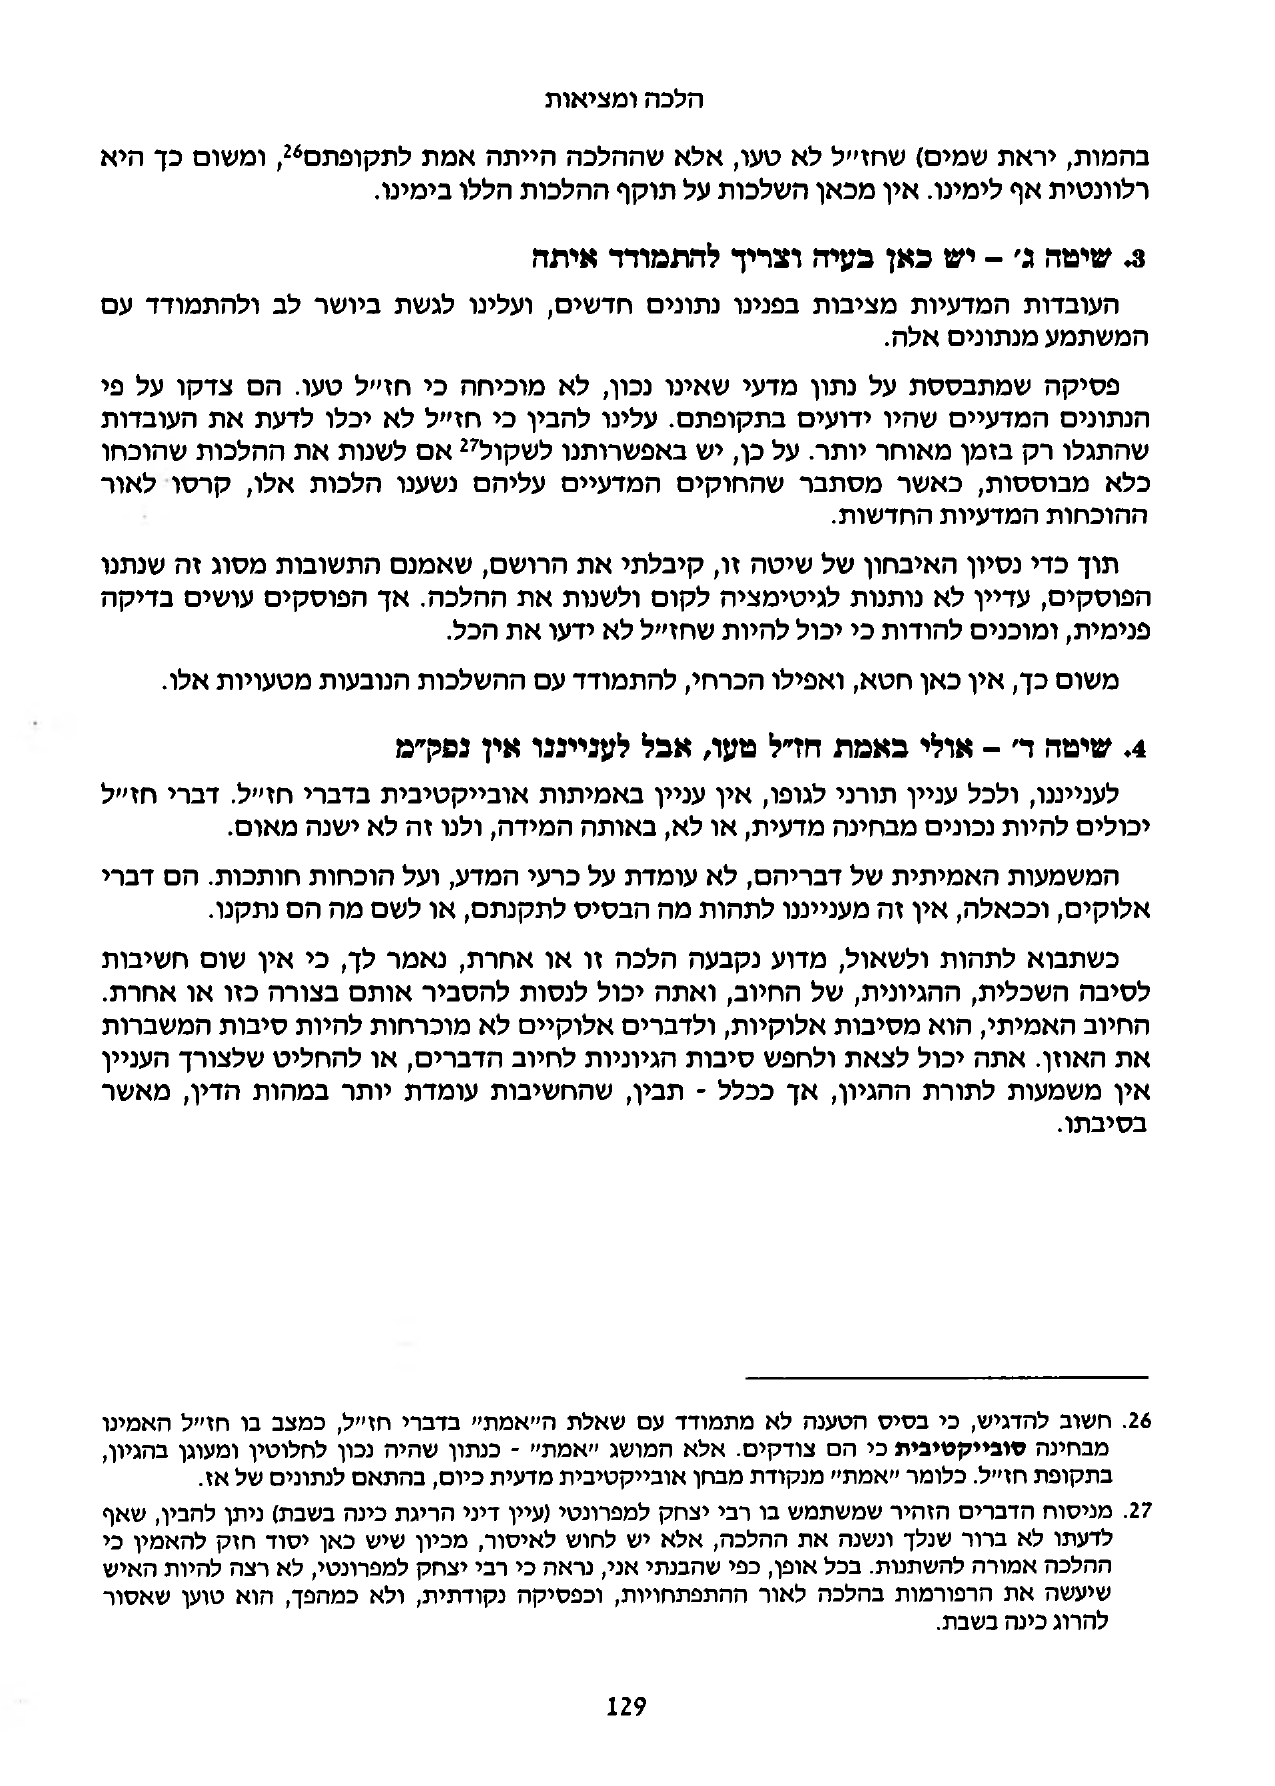 הלכה ומציאות
בהמות, יראת שמים) שחז״ל לא טעו, אלא שההלכה הייתה אמת לתקופתם26, ומשום כך היא
רלוונטית אף לימינו. אין מכאן השלכות על תוקף ההלכות הללו בימינו.
3. שיטה ג׳ – יש כאן בעיה וצריך להתמודד איתה
העובדות המדעיות מציבות בפנינו נתונים חדשים, ועלינו לגשת ביושר לב ולהתמודד עם
המשתמע מנתונים אלה.
פסיקה שמתבססת על נתון מדעי שאינו נכון, לא מוכיחה כי חז״ל טעו. הם צדקו על פי
הנתונים המדעיים שהיו ידועים בתקופתם. עלינו להבין כי חז״ל לא יכלו לדעת את העובדות
שהתגלו רק בזמן מאוחר יותר. על כן, יש באפשרותנו לשקול27 אם לשנות את ההלכות שהוכחו
כלא מבוססות, כאשר מסתבר שהחוקים המדעיים עליהם נשענו הלכות אלו, קרסו לאור
ההוכחות המדעיות החדשות.
תוך כדי נסיון האיבחון של שיטה זו, קיבלתי את הרושם, שאמנם התשובות מסוג זה שנתנו
הפוסקים, עדיין לא נותנות לגיטימציה לקום ולשנות את ההלכה. אך הפוסקים עושים בדיקה
פנימית, ומוכנים להודות כי יכול להיות שחז״ל לא ידעו את הכל.
משום כך, אין כאן חטא, ואפילו הכרחי, להתמודד עם ההשלכות הנובעות מטעויות אלו.
4. שיטה ד׳ – אולי באמת חז״ל טעו, אבל לענייננו אין נפק״מ
לענייננו, ולכל עניין תורני לגופו, אין עניין באמיתות אובייקטיבית בדברי חז״ל. דברי חז״ל
יכולים להיות נכונים מבחינה מדעית, או לא, באותה המידה, ולנו זה לא ישנה מאום.
המשמעות האמיתית של דבריהם, לא עומדת על כרעי המדע, ועל הוכחות חותכות. הם דברי
אלוקים, וככאלה, אין זה מענייננו לתהות מה הבסיס לתקנתם, או לשם מה הם נתקנו.
כשתבוא לתהות ולשאול, מדוע נקבעה הלכה זו או אחרת, נאמר לך, כי אין שום חשיבות
לסיבה השכלית, ההגיונית, של החיוב, ואתה יכול לנסות להסביר אותם בצורה כזו או אחרת.
החיוב האמיתי, הוא מסיבות אלוקיות, ולדברים אלוקיים לא מוכרחות להיות סיבות המשברות
את האוזן. אתה יכול לצאת ולחפש סיבות הגיוניות לחיוב הדברים, או להחליט שלצורך העניין
אין משמעות לתורת ההגיון, אך ככלל - תבין, שהחשיבות עומדת יותר במהות הדין, מאשר
בסיבתו.
26. חשוב להדגיש, כי בסיס הטענה לא מתמודד עם שאלת ה״אמת״ בדברי חז״ל, כמצב בו חז״ל האמינו
מבחינה סובייקטיבית כי הם צודקים. אלא המושג ״אמת״ - כנתון שהיה נכון לחלוטין ומעוגן בהגיון,
בתקופת חז״ל. כלומר ״אמת״ מנקודת מבחן אובייקטיבית מדעית כיום, בהתאם לנתונים של אז.
27. מניסוח הדברים הזהיר שמשתמש בו רבי יצחק למפרונטי (עיין דיני הריגת כינה בשבת) ניתן להבין, שאף
לדעתו לא ברור שנלך ונשנה את ההלכה, אלא יש לחוש לאיסור, מכיון שיש כאן יסוד חזק להאמין כי
ההלכה אמורה להשתנות. בכל אופן, כפי שהבנתי אני, נראה כי רבי יצחק למפרונטי, לא רצה להיות האיש
שיעשה את הרפורמות בהלכה לאור ההתפתחויות, וכפסיקה נקודתית, ולא כמהפך, הוא טוען שאסור
להרוג כינה בשבת.
129